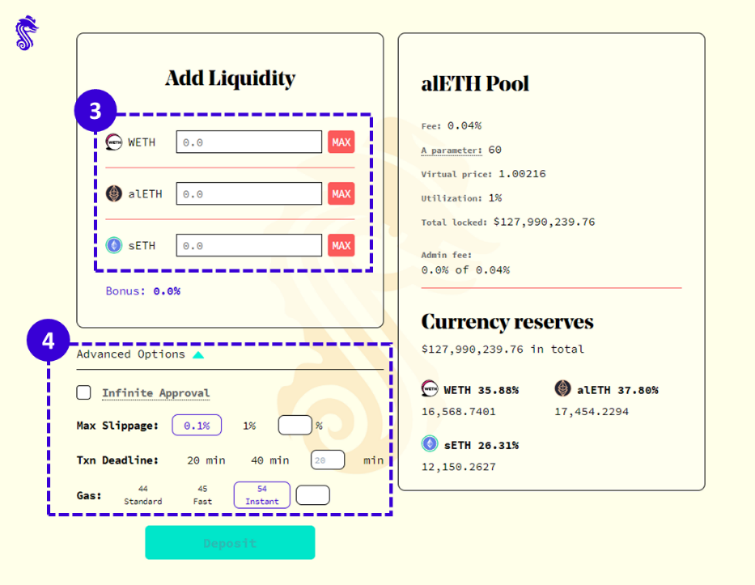 3
Add Liquidity
WETH 0.0 MAX
alETH 0.0 MAX
sETH 0.0 MAX
Bonus: 0.0%
4
Advanced Options
Infinite Approval
Max Slippage: 0.1% 1% %
Txn Deadline: 20 min 40 min 20 min
Gas: 44 Standard 45 Fast 54 Instant
Deposit
alETH Pool
Fee: 0.04%
A parameter: 60
Virtual price: 1.00216
Utilization: 1%
Total locked: $127,990,239.76
Admin fee:
0.0% of 0.04%
Currency reserves
$127,990,239.76 in total
WETH 35.88% alETH 37.80%
16,568.7401 17,454.2294
sETH 26.31%
12,150.2627